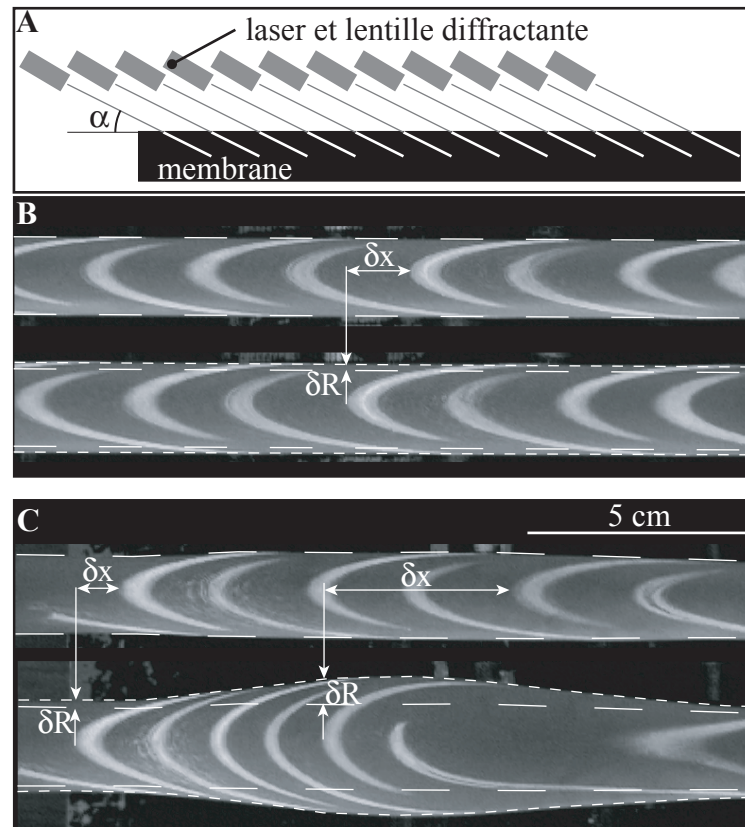 A
laser et lentille diffractante
α
membrane
B
δx
δR
C
5 cm
δx
δx
δR
δR